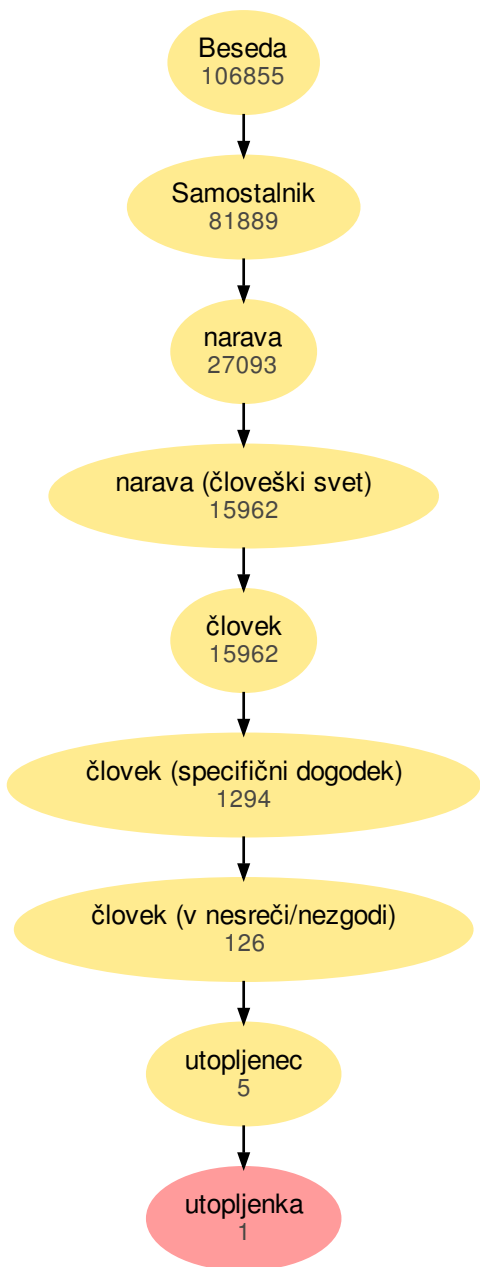 Beseda
106855
Samostalnik
81889
narava
27093
narava (človeški svet)
15962
človek
15962
človek (specifični dogodek)
1294
človek (v nesreči/nezgodi)
126
utopljenec
5
utopljenka
1